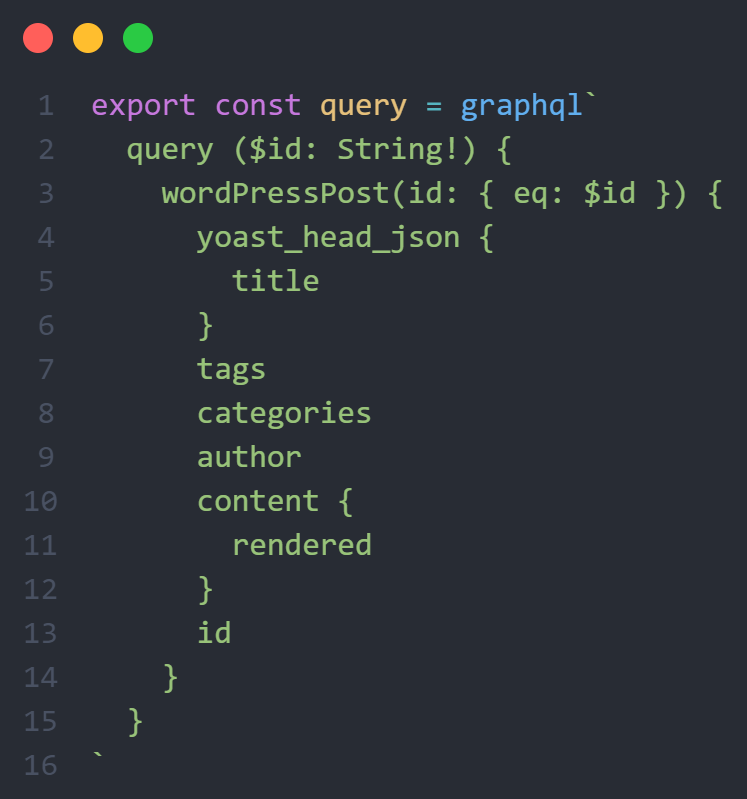 1 export const query = graphql`
2 query ($id: String!) {
3 wordPressPost(id: { eq: $id }) {
4 yoast_head_json {
5 title
6 }
7 tags
8 categories
9 author
10 content {
11 rendered
12 }
13 id
14 }
15 }
16 `